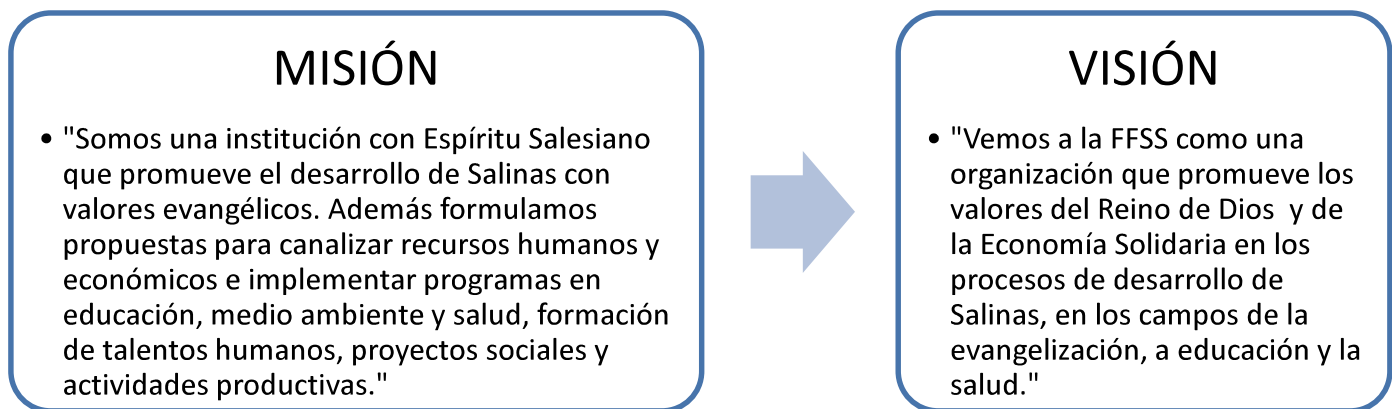 MISIÓN
• "Somos una institución con Espíritu Salesiano
que promueve el desarrollo de Salinas con
valores evangélicos. Además formulamos
propuestas para canalizar recursos humanos y
económicos e implementar programas en
educación, medio ambiente y salud, formación
de talentos humanos, proyectos sociales y
actividades productivas."
VISIÓN
• "Vemos a la FFSS como una
organización que promueve los
valores del Reino de Dios  y de
la Economía Solidaria en los
procesos de desarrollo de
Salinas, en los campos de la
evangelización, a educación y la
salud."